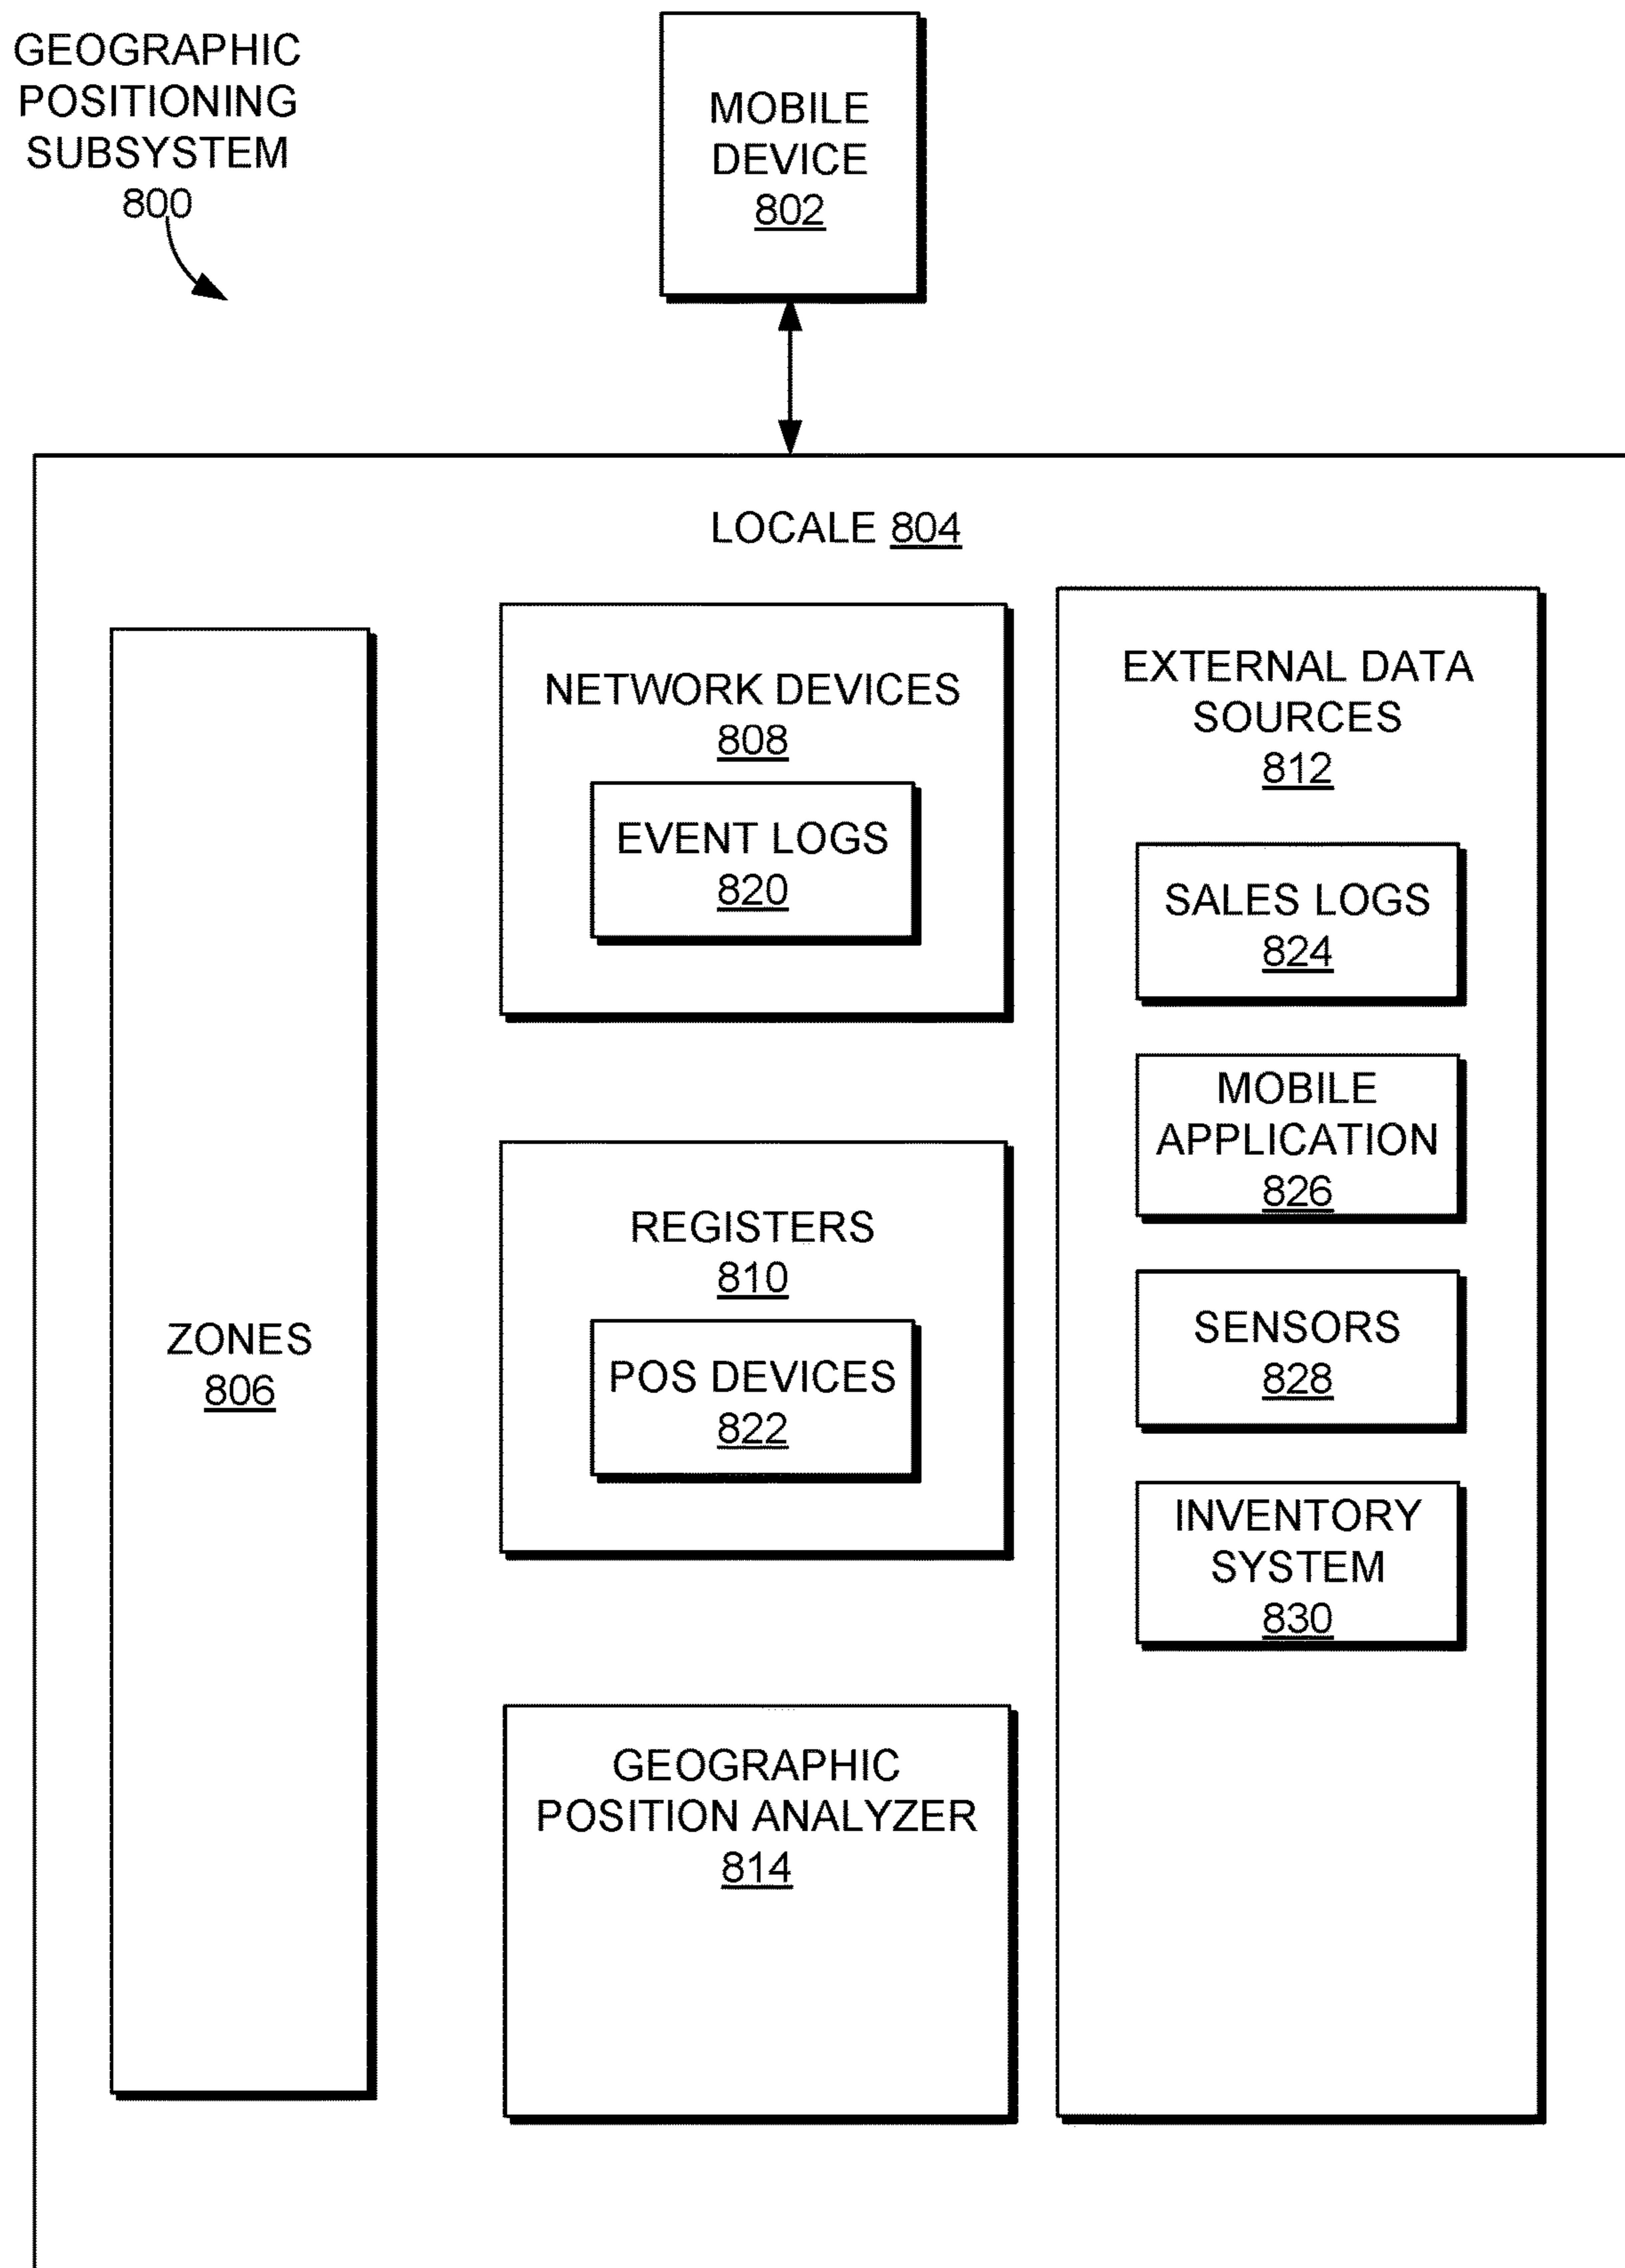 GEOGRAPHIC
POSITIONING
SUBSYSTEM
800
MOBILE
DEVICE
802
LOCALE 804
ZONES
806
NETWORK DEVICES
808
EVENT LOGS
820
REGISTERS
810
POS DEVICES
822
GEOGRAPHIC
POSITION ANALYZER
814
EXTERNAL DATA
SOURCES
812
SALES LOGS
824
MOBILE
APPLICATION
826
SENSORS
828
INVENTORY
SYSTEM
830